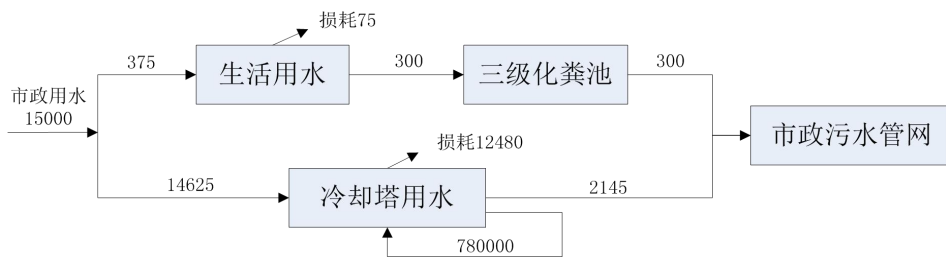 损耗75
375
生活用水
300
三级化粪池
300
市政用水
15000
市政污水管网
损耗12480
14625
冷却塔用水
2145
780000